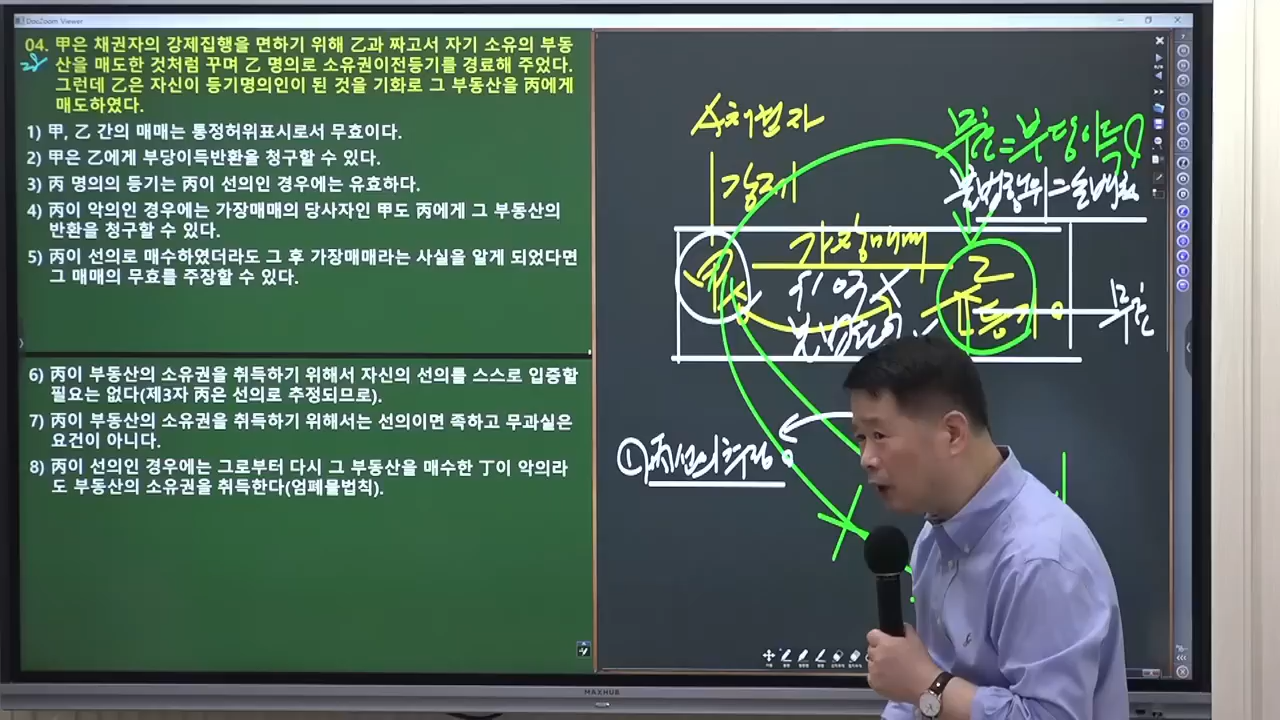 DocZoom Viewer
04. 甲은 채권자의 강제집행을 면하기 위해 乙과 짜고서 자기 소유의 부동
산을 매도한 것처럼 꾸며 乙 명의로 소유권이전등기를 경료해 주었다.
그런데 乙은 자신이 등기명의인이 된 것을 기화로 그 부동산을 丙에게
매도하였다.
1) 甲, 乙 간의 매매는 통정허위표시로서 무효이다.
2) 甲은 乙에게 부당이득반환을 청구할 수 있다.
3) 丙 명의의 등기는 丙이 선의인 경우에는 유효하다.
4) 丙이 악의인 경우에는 가장매매의 당사자인 甲도 丙에게 그 부동산의
반환을 청구할 수 있다.
5) 丙이 선의로 매수하였더라도 그 후 가장매매라는 사실을 알게 되었다면
그 매매의 무효를 주장할 수 있다.
6) 丙이 부동산의 소유권을 취득하기 위해서 자신의 선의를 스스로 입증할
필요는 없다(제3자 丙은 선의로 추정되므로).
7) 丙이 부동산의 소유권을 취득하기 위해서는 선의이면 족하고 무과실은
요건이 아니다.
8) 丙이 선의인 경우에는 그로부터 다시 그 부동산을 매수한 丁이 악의라
도 부동산의 소유권을 취득한다(엄폐물법칙).
A채권자
무효=부당이득
불법행위=손배
가장매매
甲
乙
등기
무효
①丙선의추정
MAXHUB